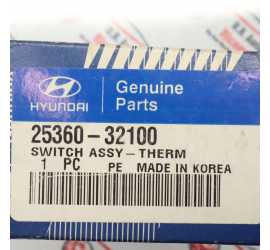 HYUNDAI
Genuine
Parts
25360-32100
SWITCH ASSY-THERM
1 PC PE MADE IN KOREA